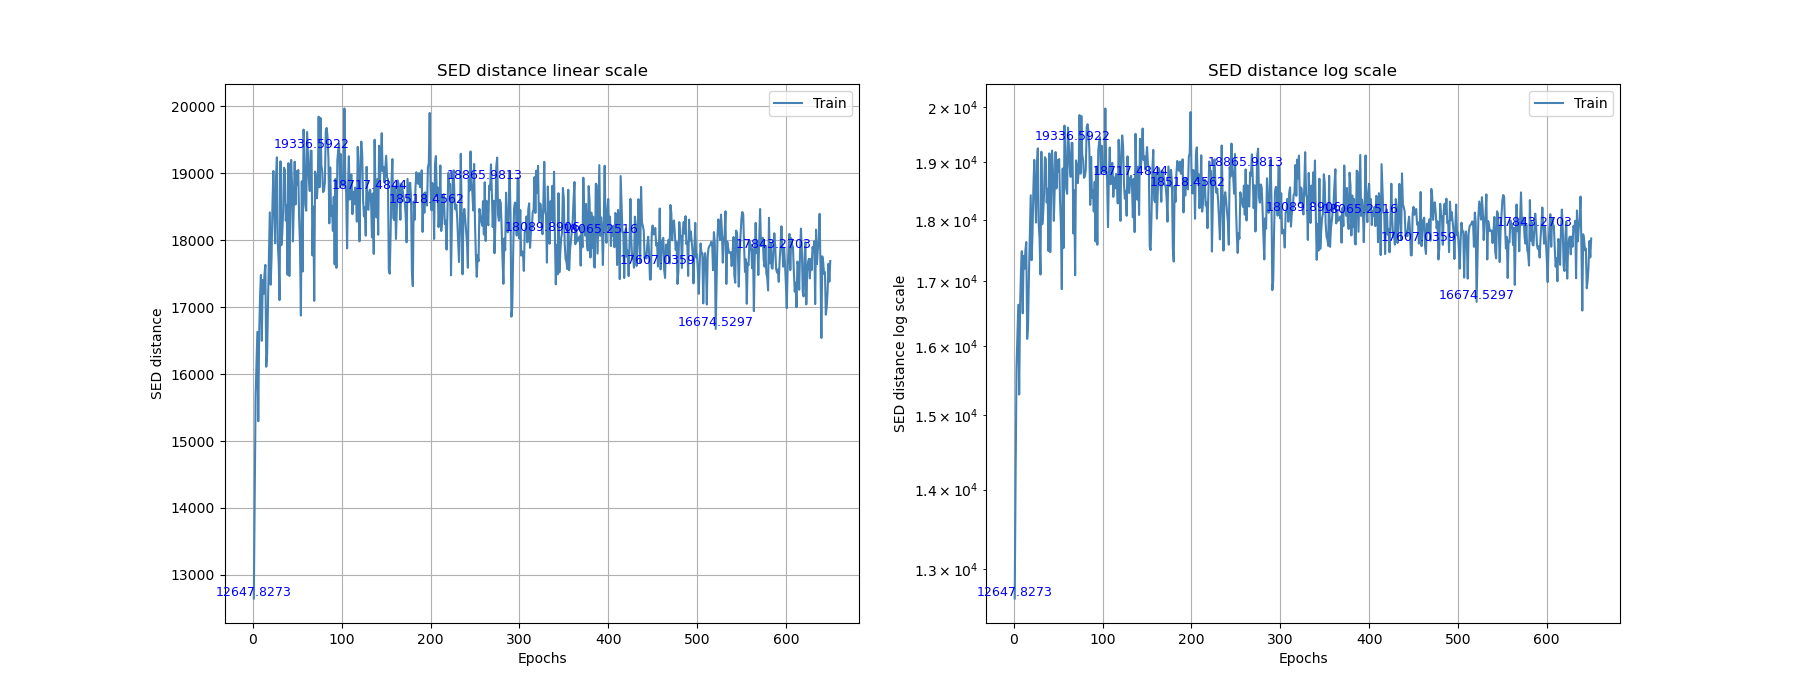 SED distance linear scale
Train
20000
19000
18000
17000
16000
15000
14000
13000
SED distance
19336.5922
18717.4844
18518.4562
18865.9813
18089.8906
18065.2516
17607.0359
16674.5297
17843.2703
12647.8273
0 100 200 300 400 500 600
Epochs
SED distance log scale
Train
2 × 10⁴
1.9 × 10⁴
1.8 × 10⁴
1.7 × 10⁴
1.6 × 10⁴
1.5 × 10⁴
1.4 × 10⁴
1.3 × 10⁴
SED distance log scale
19336.5922
18717.4844
18518.4562
18865.9813
18089.8906
18065.2516
17607.0359
16674.5297
17843.2703
12647.8273
0 100 200 300 400 500 600
Epochs